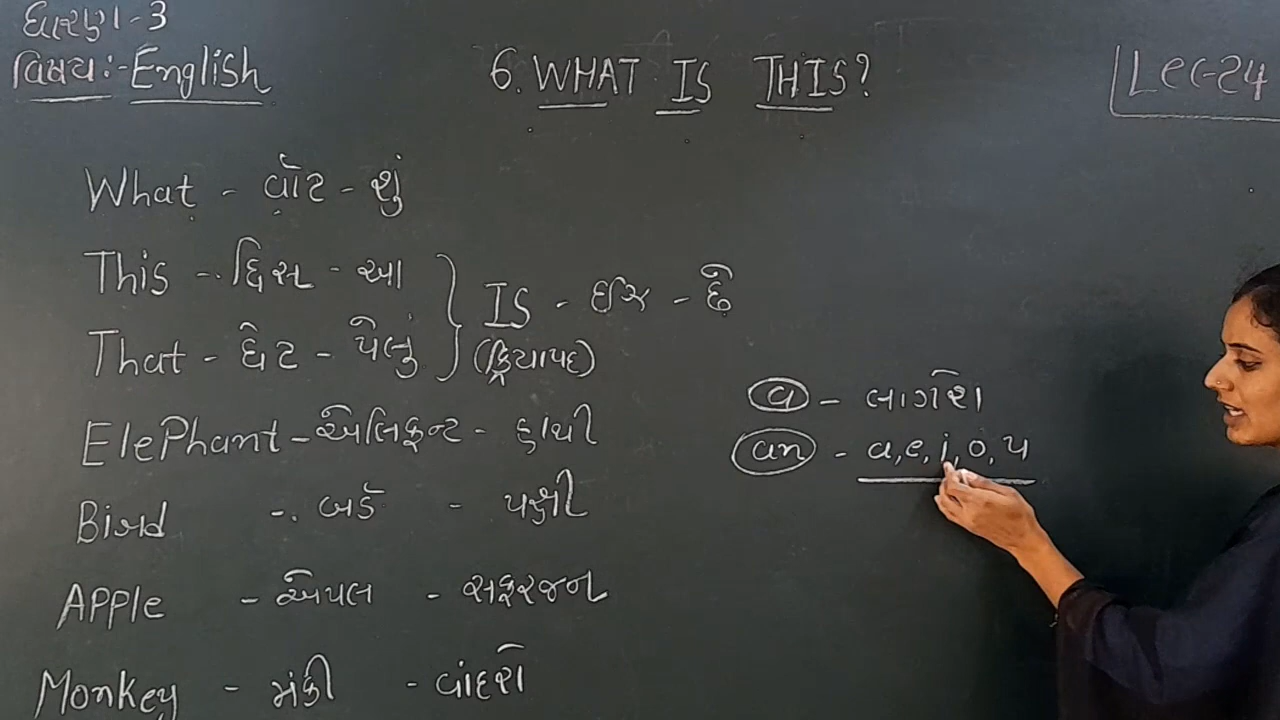 ધોરણ-3
વિષય:- English
6. WHAT IS THIS?
Lec-24
What - વોટ - શું
This - ધિસ - આ
That - ધેટ - પેલું
IS - ઈઝ - છે
(ક્રિયાપદ)
ElePhant - એલિફન્ટ - હાથી
Bird - બર્ડ - પક્ષી
APPle - એપલ - સફરજન
Monkey - મંકી - વાંદરો
a - લાગશે
an - a, e, i, o, u